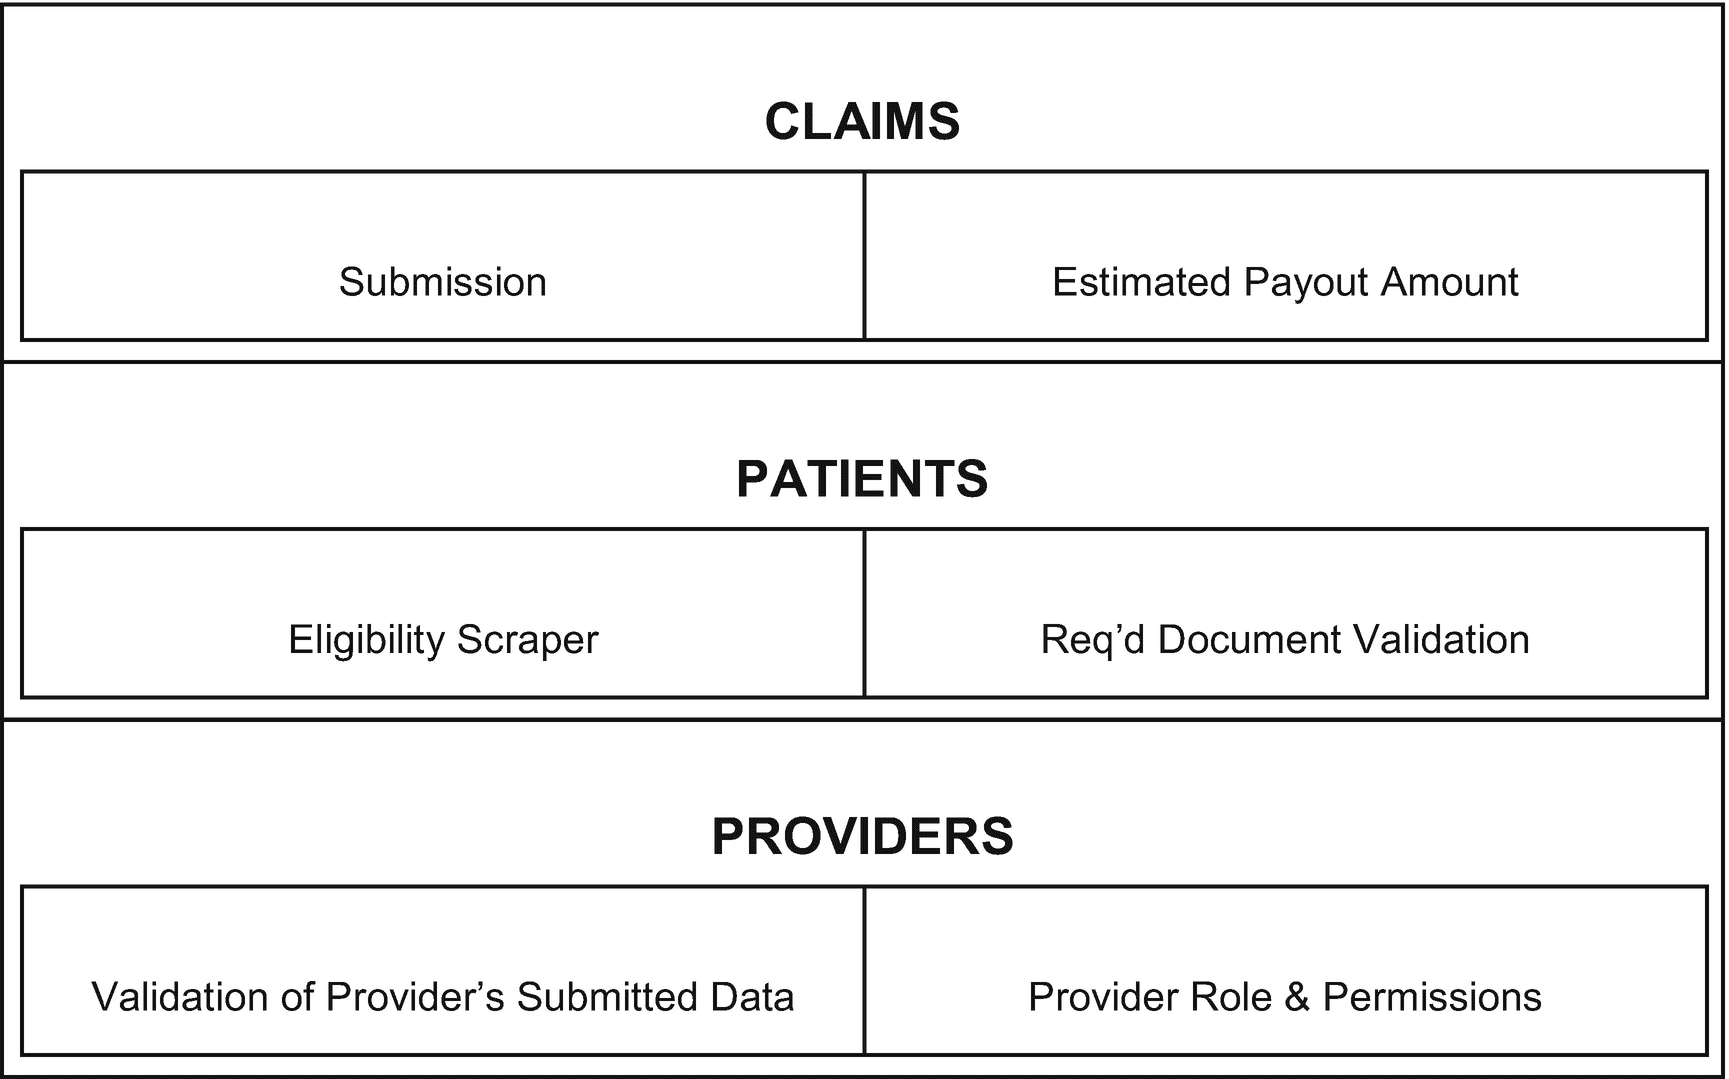 CLAIMS
Submission
Estimated Payout Amount
PATIENTS
Eligibility Scraper
Req’d Document Validation
PROVIDERS
Validation of Provider’s Submitted Data
Provider Role & Permissions